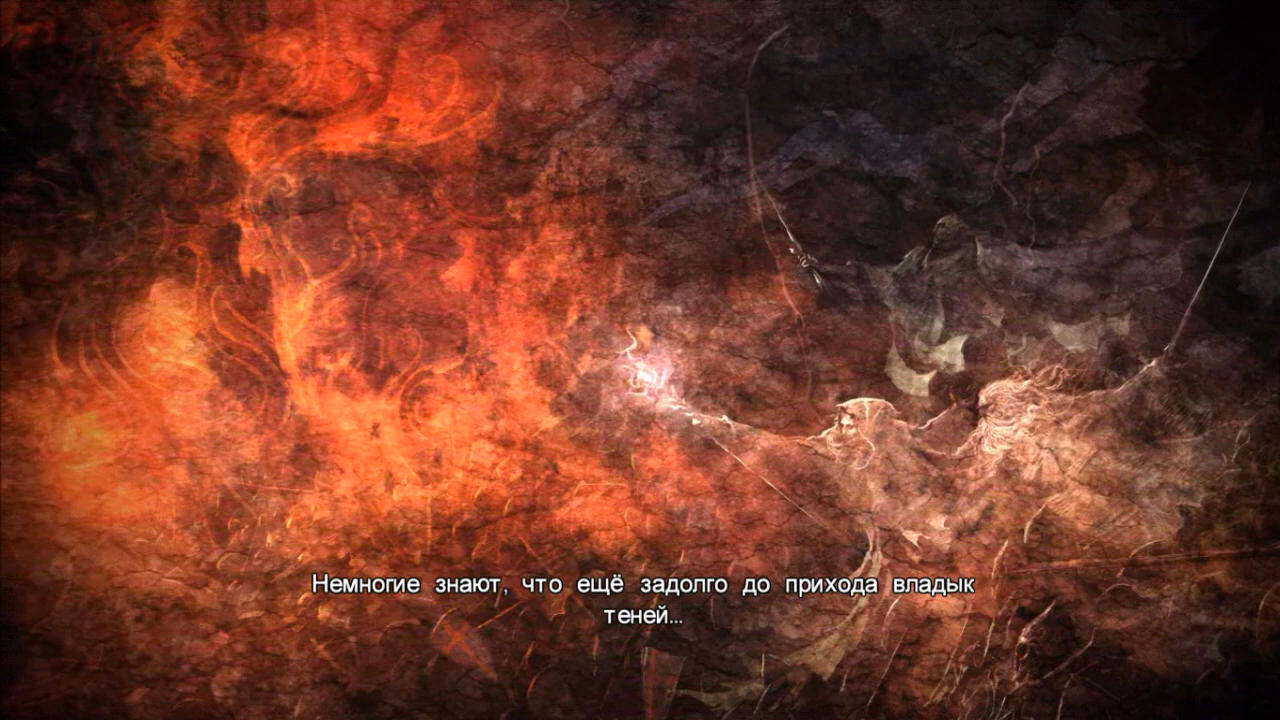 Немногие знают, что ещё задолго до прихода владык
теней...